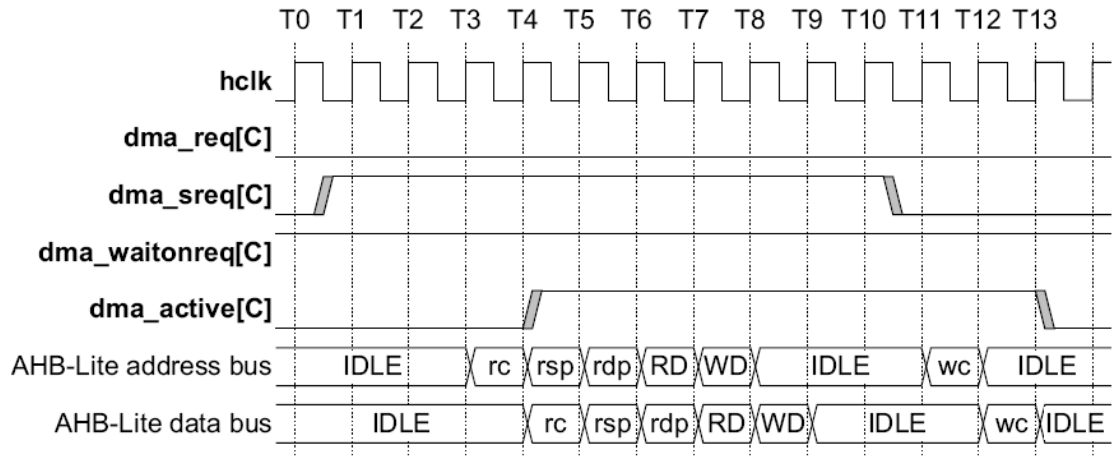 T0 T1 T2 T3 T4 T5 T6 T7 T8 T9 T10 T11 T12 T13
hclk
dma_req[C]
dma_sreq[C]
dma_waitonreq[C]
dma_active[C]
AHB-Lite address bus IDLE rc rsp rdp RD WD IDLE wc IDLE
AHB-Lite data bus IDLE rc rsp rdp RD WD IDLE wc IDLE